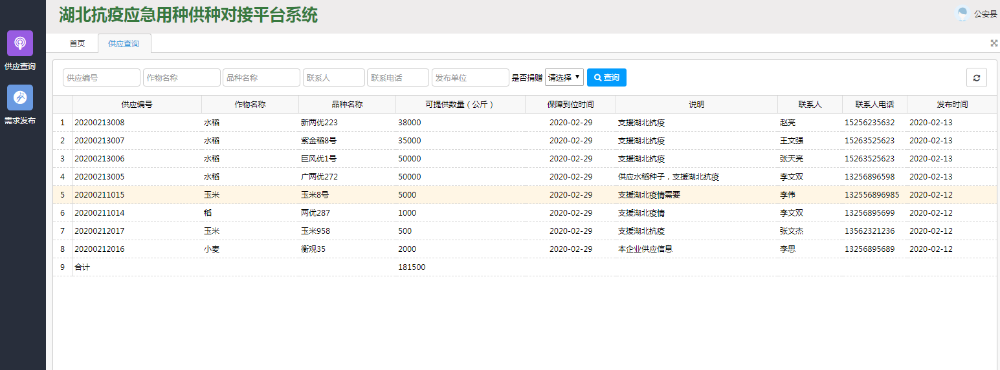 湖北抗疫应急用种供种对接平台系统
公安县
供应查询
需求发布
首页 供应查询
供应编号 作物名称 品种名称 联系人 联系电话 发布单位 是否捐赠 请选择 查询
供应编号 作物名称 品种名称 可提供数量（公斤） 保障到位时间 说明 联系人 联系人电话 发布时间
1 20200213008 水稻 新两优223 38000 2020-02-29 支援湖北抗疫 赵亮 15256235632 2020-02-13
2 20200213007 水稻 紫金稻8号 35000 2020-02-29 支援湖北抗疫 王文强 15263525623 2020-02-13
3 20200213006 水稻 巨风优1号 50000 2020-02-29 支援湖北抗疫 张天亮 15263525623 2020-02-13
4 20200213005 水稻 广两优272 50000 2020-02-29 供应水稻种子，支援湖北抗疫 李文双 13256896598 2020-02-13
5 20200211015 玉米 玉米8号 5000 2020-02-29 支援湖北疫情需要 李伟 132556896985 2020-02-12
6 20200211014 稻 两优287 1000 2020-02-29 支援湖北疫情 李文双 13256895699 2020-02-12
7 20200212017 玉米 玉米958 500 2020-02-29 支援湖北抗疫 张文杰 13562321236 2020-02-12
8 20200212016 小麦 衡观35 2000 2020-02-29 本企业供应信息 李思 13256895689 2020-02-12
9 合计 181500